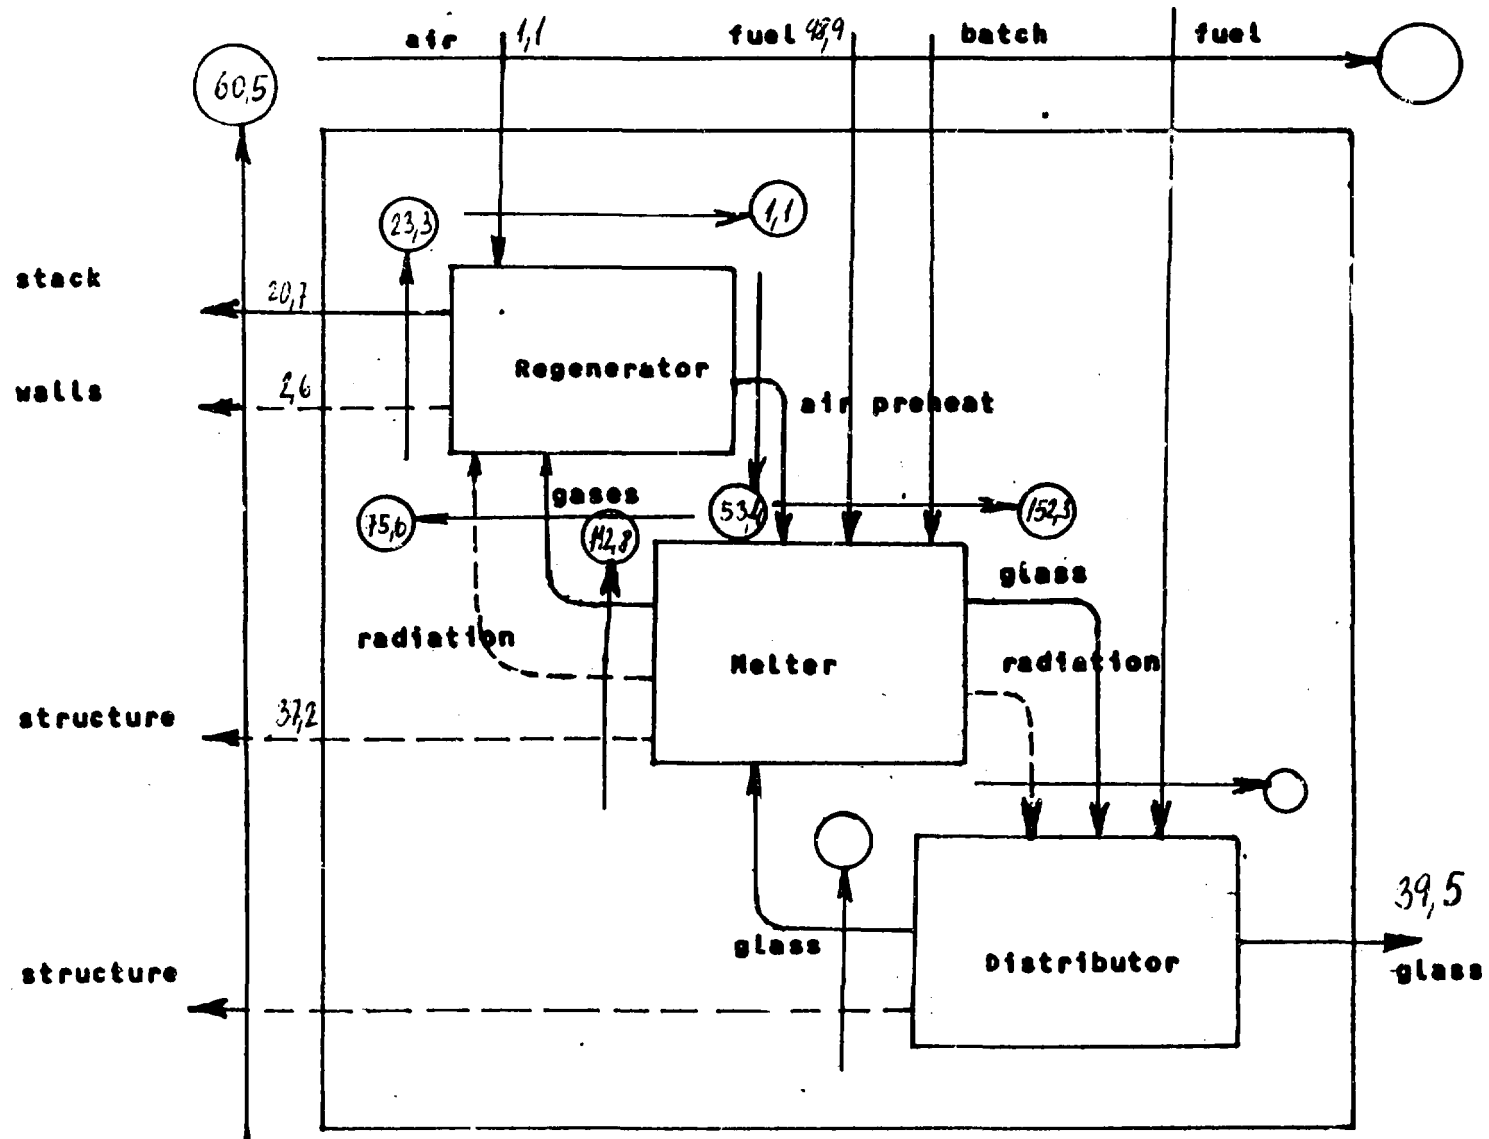 air 1,1 fuel 98,9 batch fuel
60,5
23,3 1,1
stack 20,7
Regenerator
walls 2,6
air preheat
gases
75,6 112,8 53,4 152,3
glass
radiation Melter radiation
structure 37,2
39,5
glass Distributor
structure glass